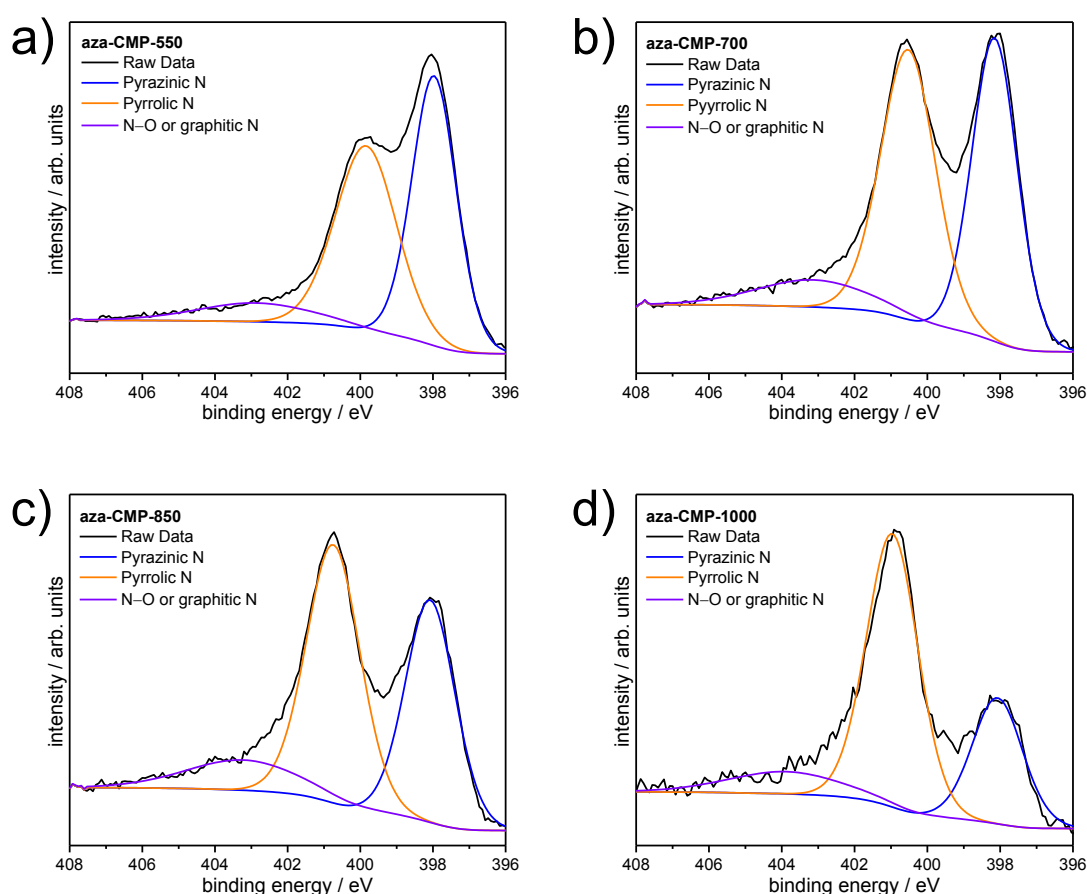 a)
aza-CMP-550
Raw Data
Pyrazinic N
Pyrrolic N
N–O or graphitic N
intensity / arb. units
408 406 404 402 400 398 396
binding energy / eV
b)
aza-CMP-700
Raw Data
Pyrazinic N
Pyyrrolic N
N–O or graphitic N
intensity / arb. units
408 406 404 402 400 398 396
binding energy / eV
c)
aza-CMP-850
Raw Data
Pyrazinic N
Pyrrolic N
N–O or graphitic N
intensity / arb. units
408 406 404 402 400 398 396
binding energy / eV
d)
aza-CMP-1000
Raw Data
Pyrazinic N
Pyrrolic N
N–O or graphitic N
intensity / arb. units
408 406 404 402 400 398 396
binding energy / eV